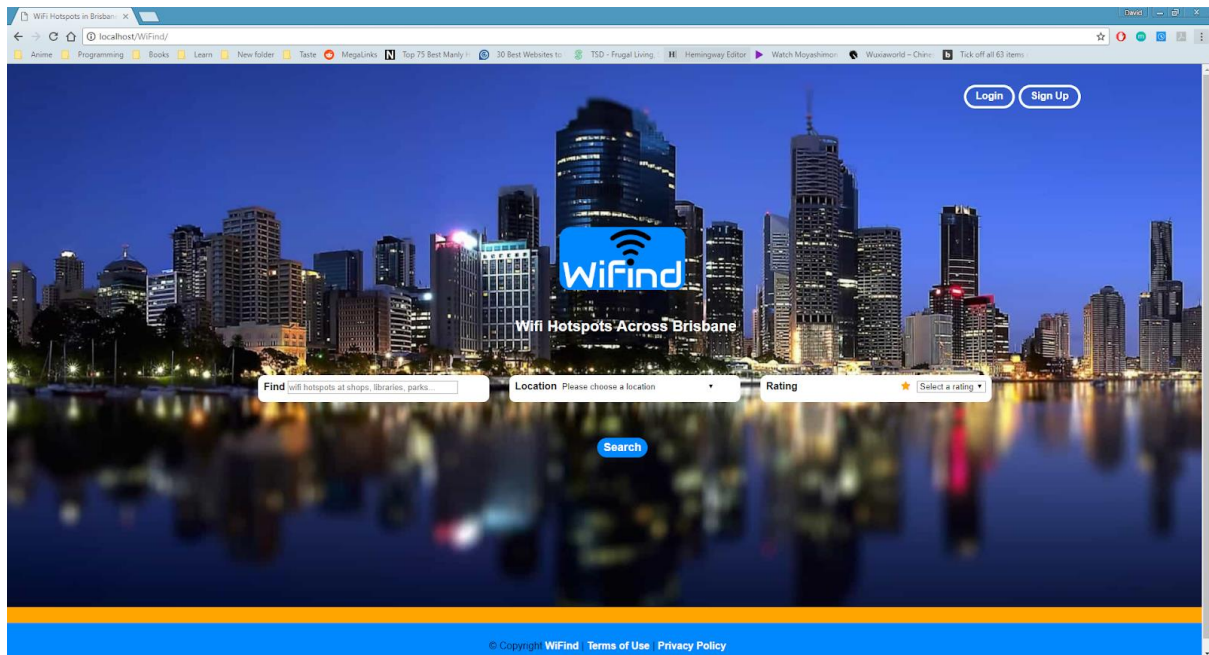 WiFi Hotspots in Brisban
David
localhost/WiFind/
Anime Programming Books Learn New folder Taste MegaLinks Top 75 Best Manly 30 Best Websites to TSD - Frugal Living Hemingway Editor Watch Moyashimon Wuxiaworld – Chine Tick off all 63 items
Login Sign Up
WiFind
Wifi Hotspots Across Brisbane
Find wifi hotspots at shops, libraries, parks... Location Please choose a location Rating Select a rating
Search
© Copyright WiFind | Terms of Use | Privacy Policy